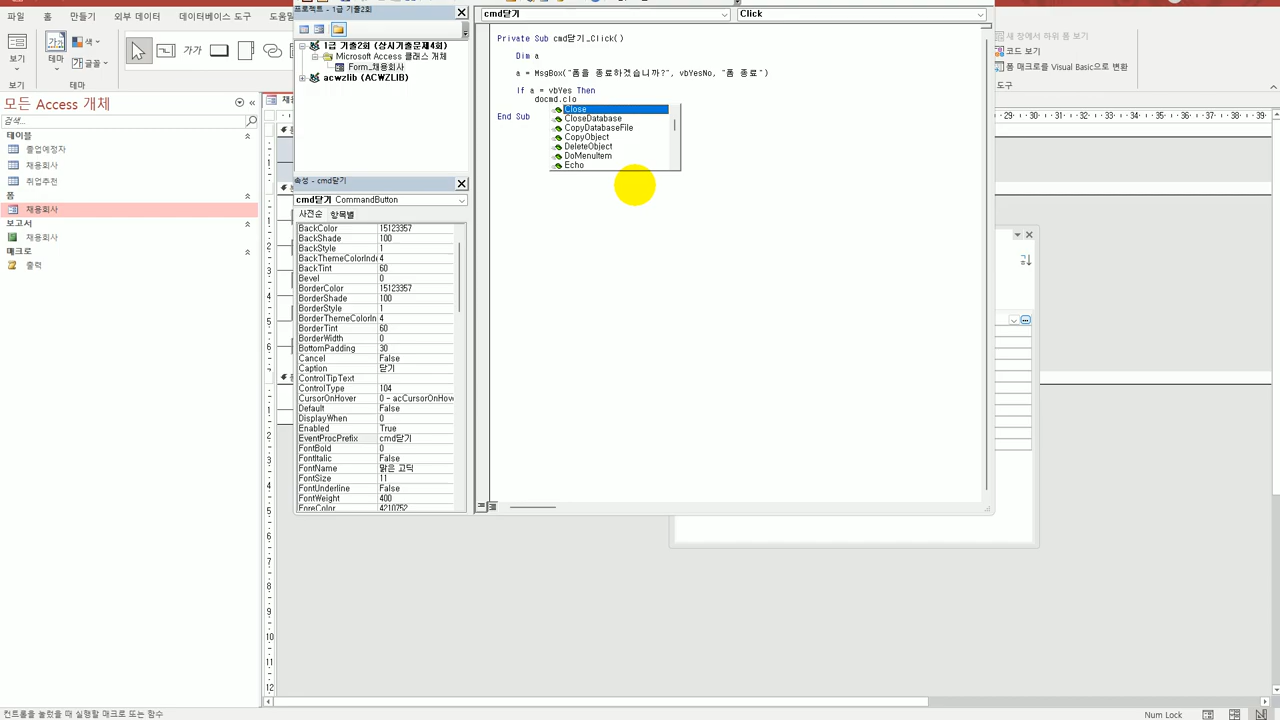 파일
홈
만들기
외부 데이터
데이터베이스 도구
도움말
보기
테마
색
글꼴
가가
보기
테마
새 창에서 하위 폼 보기
코드 보기
폼 매크로를 Visual Basic으로 변환
도구
모든 Access 개체
검색...
테이블
졸업예정자
채용회사
취업추천
폼
채용회사
보고서
채용회사
매크로
출력
프로젝트 - 1급 기출2회
1급 기출2회 (상시기출문제4회)
Microsoft Access 클래스 개체
Form_채용회사
acwzlib (ACWZLIB)
속성 - cmd닫기
cmd닫기 CommandButton
사전순 항목별
BackColor 15123357
BackShade 100
BackStyle 1
BackThemeColorInde 4
BackTint 60
Bevel 0
BorderColor 15123357
BorderShade 100
BorderStyle 1
BorderThemeColorIn 4
BorderTint 60
BorderWidth 0
BottomPadding 30
Cancel False
Caption 닫기
ControlTipText
ControlType 104
CursorOnHover 0 - acCursorOnHove
Default False
DisplayWhen 0
Enabled True
EventProcPrefix cmd닫기
FontBold 0
FontItalic False
FontName 맑은 고딕
FontSize 11
FontUnderline False
FontWeight 400
ForeColor 4210752
cmd닫기
Click
Private Sub cmd닫기_Click()
Dim a
a = MsgBox("폼을 종료하겠습니까?", vbYesNo, "폼 종료")
If a = vbYes Then
docmd.clo
End Sub
Close
CloseDatabase
CopyDatabaseFile
CopyObject
DeleteObject
DoMenuItem
Echo
컨트롤을 눌렀을 때 실행할 매크로 또는 함수
Num Lock